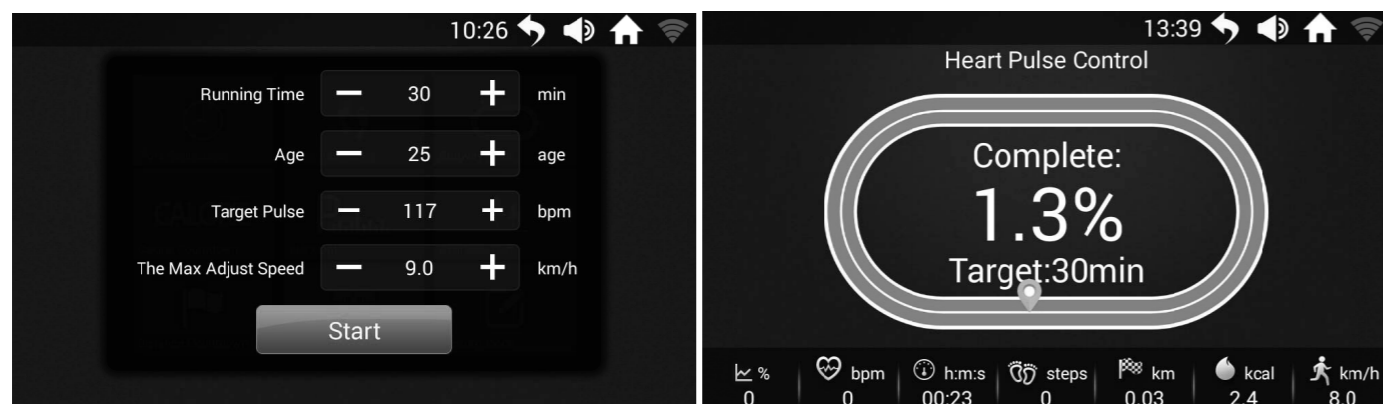 10:26
Running Time − 30 + min
Age − 25 + age
Target Pulse − 117 + bpm
The Max Adjust Speed − 9.0 + km/h
Start
13:39
Heart Pulse Control
Complete:
1.3%
Target:30min
% bpm h:m:s steps km kcal km/h
0 0 00:23 0 0.03 2.4 8.0